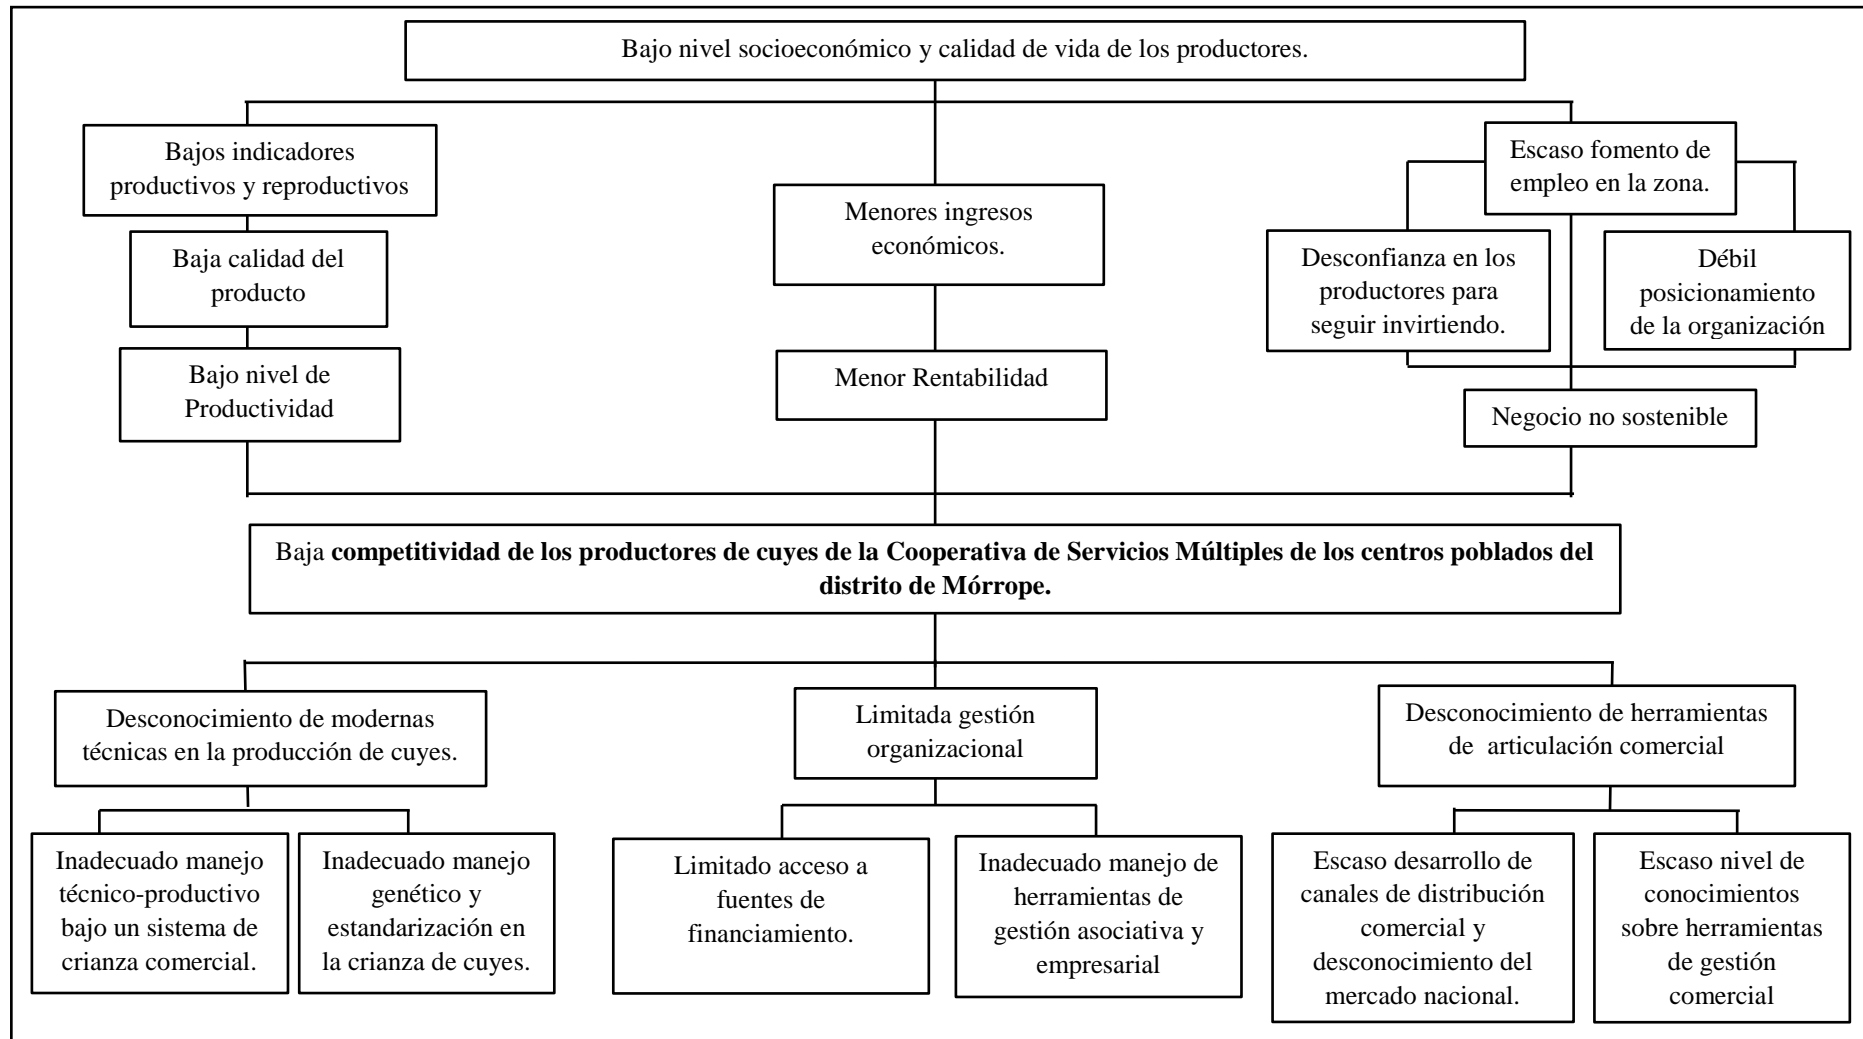 Bajo nivel socioeconómico y calidad de vida de los productores.
Bajos indicadores
productivos y reproductivos
Baja calidad del
producto
Bajo nivel de
Productividad
Menores ingresos
económicos.
Menor Rentabilidad
Escaso fomento de
empleo en la zona.
Desconfianza en los
productores para
seguir invirtiendo.
Débil
posicionamiento
de la organización
Negocio no sostenible
Baja competitividad de los productores de cuyes de la Cooperativa de Servicios Múltiples de los centros poblados del
distrito de Mórrope.
Desconocimiento de modernas
técnicas en la producción de cuyes.
Limitada gestión
organizacional
Desconocimiento de herramientas
de articulación comercial
Inadecuado manejo
técnico-productivo
bajo un sistema de
crianza comercial.
Inadecuado manejo
genético y
estandarización en
la crianza de cuyes.
Limitado acceso a
fuentes de
financiamiento.
Inadecuado manejo de
herramientas de
gestión asociativa y
empresarial
Escaso desarrollo de
canales de distribución
comercial y
desconocimiento del
mercado nacional.
Escaso nivel de
conocimientos
sobre herramientas
de gestión
comercial